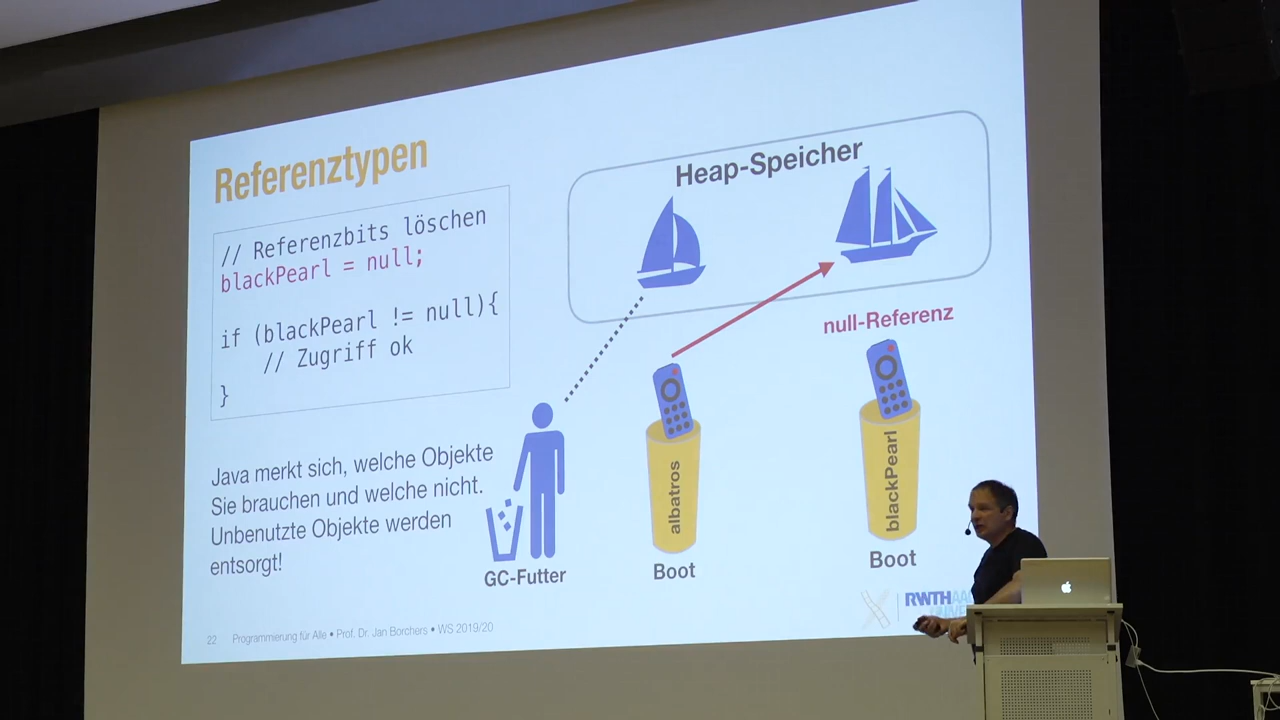 Referenztypen
// Referenzbits löschen
blackPearl = null;
if (blackPearl != null){
// Zugriff ok
}
Java merkt sich, welche Objekte
Sie brauchen und welche nicht.
Unbenutzte Objekte werden
entsorgt!
Heap-Speicher
null-Referenz
albatros
blackPearl
GC-Futter
Boot
Boot
22 Programmierung für Alle • Prof. Dr. Jan Borchers • WS 2019/20
RWTH